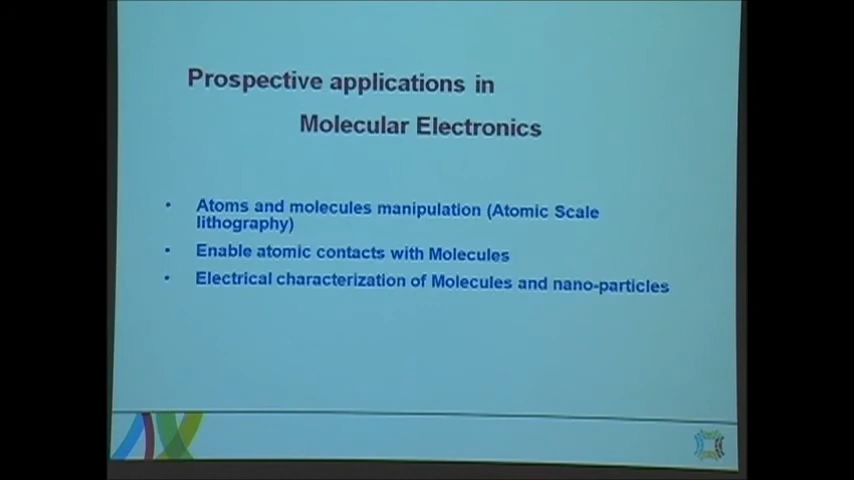 Prospective applications in
Molecular Electronics
• Atoms and molecules manipulation (Atomic Scale
lithography)
• Enable atomic contacts with Molecules
• Electrical characterization of Molecules and nano-particles